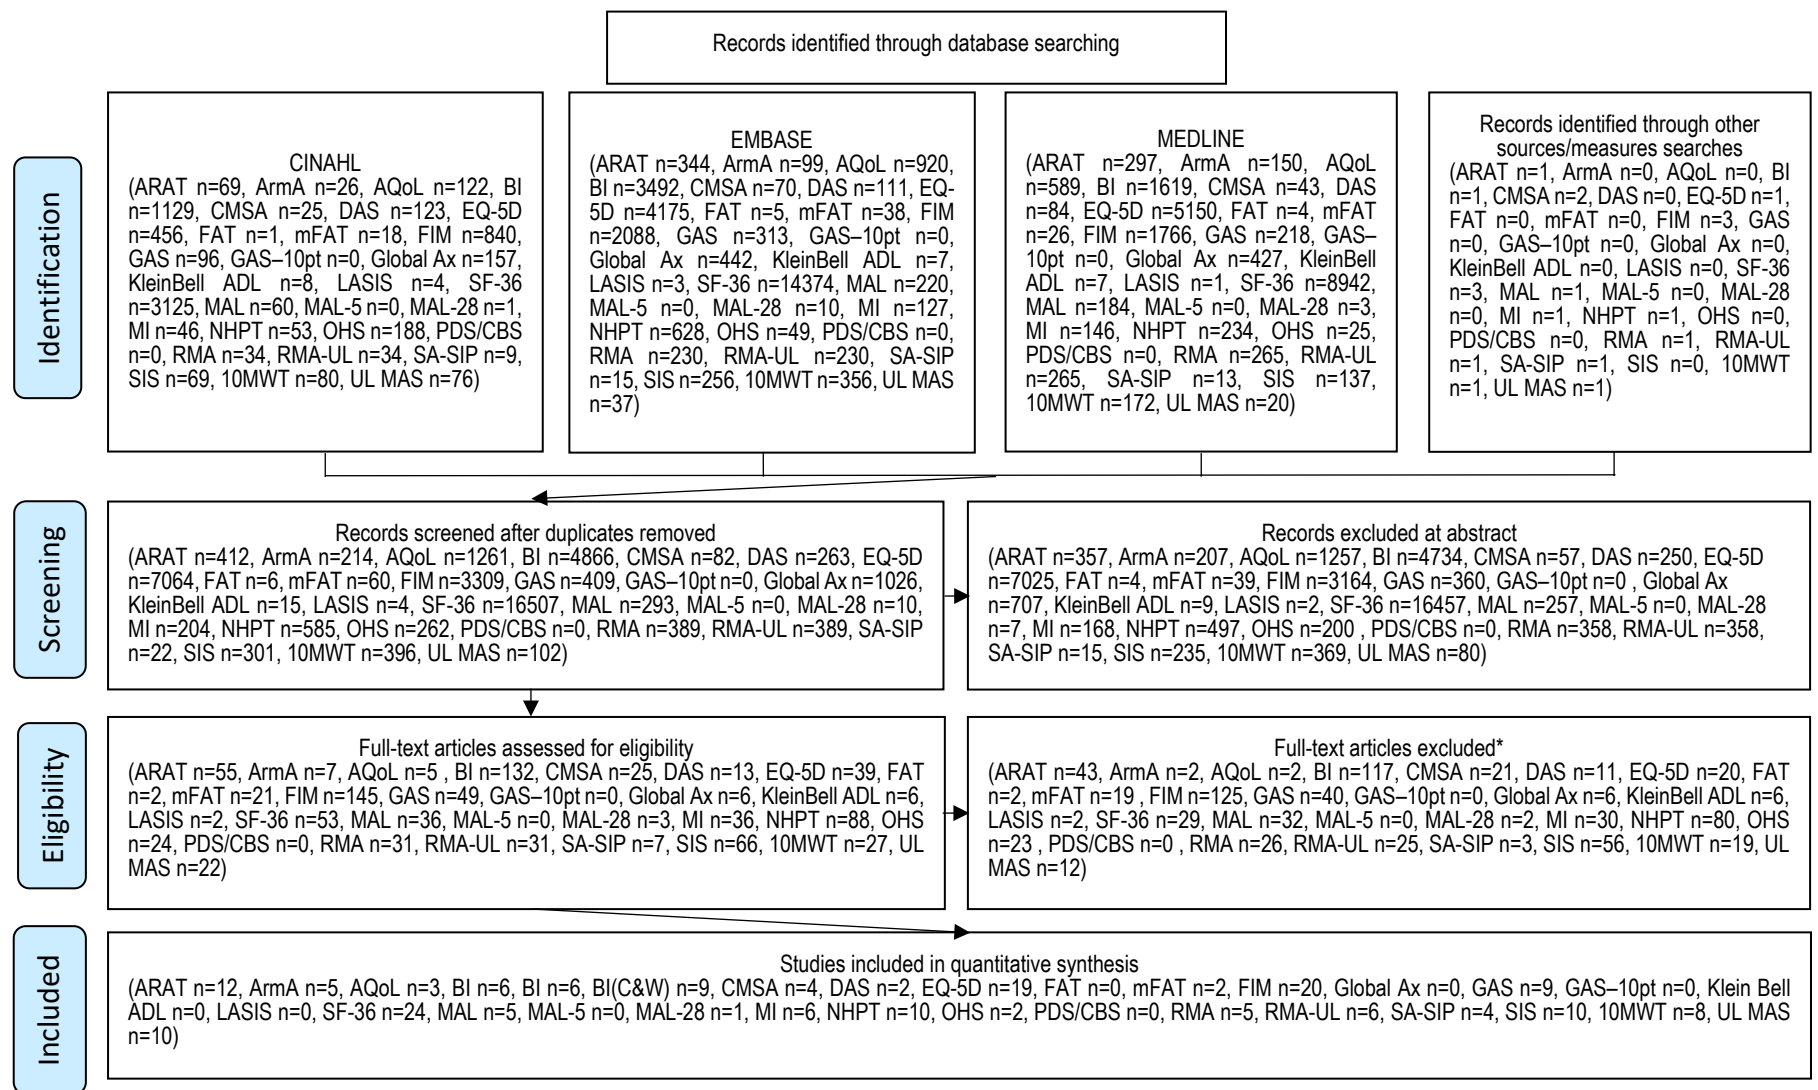 Records identified through database searching
Identification
CINAHL
(ARAT n=69, ArmA n=26, AQoL n=122, BI
n=1129, CMSA n=25, DAS n=123, EQ-5D
n=456, FAT n=1, mFAT n=18, FIM n=840,
GAS n=96, GAS–10pt n=0, Global Ax n=157,
KleinBell ADL n=8, LASIS n=4, SF-36
n=3125, MAL n=60, MAL-5 n=0, MAL-28 n=1,
MI n=46, NHPT n=53, OHS n=188, PDS/CBS
n=0, RMA n=34, RMA-UL n=34, SA-SIP n=9,
SIS n=69, 10MWT n=80, UL MAS n=76)
EMBASE
(ARAT n=344, ArmA n=99, AQoL n=920,
BI n=3492, CMSA n=70, DAS n=111, EQ-
5D n=4175, FAT n=5, mFAT n=38, FIM
n=2088, GAS n=313, GAS–10pt n=0,
Global Ax n=442, KleinBell ADL n=7,
LASIS n=3, SF-36 n=14374, MAL n=220,
MAL-5 n=0, MAL-28 n=10, MI n=127,
NHPT n=628, OHS n=49, PDS/CBS n=0,
RMA n=230, RMA-UL n=230, SA-SIP
n=15, SIS n=256, 10MWT n=356, UL MAS
n=37)
MEDLINE
(ARAT n=297, ArmA n=150, AQoL
n=589, BI n=1619, CMSA n=43, DAS
n=84, EQ-5D n=5150, FAT n=4, mFAT
n=26, FIM n=1766, GAS n=218, GAS–
10pt n=0, Global Ax n=427, KleinBell
ADL n=7, LASIS n=1, SF-36 n=8942,
MAL n=184, MAL-5 n=0, MAL-28 n=3,
MI n=146, NHPT n=234, OHS n=25,
PDS/CBS n=0, RMA n=265, RMA-UL
n=265, SA-SIP n=13, SIS n=137,
10MWT n=172, UL MAS n=20)
Records identified through other
sources/measures searches
(ARAT n=1, ArmA n=0, AQoL n=0, BI
n=1, CMSA n=2, DAS n=0, EQ-5D n=1,
FAT n=0, mFAT n=0, FIM n=3, GAS
n=0, GAS–10pt n=0, Global Ax n=0,
KleinBell ADL n=0, LASIS n=0, SF-36
n=3, MAL n=1, MAL-5 n=0, MAL-28
n=0, MI n=1, NHPT n=1, OHS n=0,
PDS/CBS n=0, RMA n=1, RMA-UL
n=1, SA-SIP n=1, SIS n=0, 10MWT
n=1, UL MAS n=1)
Screening
Records screened after duplicates removed
(ARAT n=412, ArmA n=214, AQoL n=1261, BI n=4866, CMSA n=82, DAS n=263, EQ-5D
n=7064, FAT n=6, mFAT n=60, FIM n=3309, GAS n=409, GAS–10pt n=0, Global Ax n=1026,
KleinBell ADL n=15, LASIS n=4, SF-36 n=16507, MAL n=293, MAL-5 n=0, MAL-28 n=10,
MI n=204, NHPT n=585, OHS n=262, PDS/CBS n=0, RMA n=389, RMA-UL n=389, SA-SIP
n=22, SIS n=301, 10MWT n=396, UL MAS n=102)
Records excluded at abstract
(ARAT n=357, ArmA n=207, AQoL n=1257, BI n=4734, CMSA n=57, DAS n=250, EQ-5D
n=7025, FAT n=4, mFAT n=39, FIM n=3164, GAS n=360, GAS–10pt n=0 , Global Ax
n=707, KleinBell ADL n=9, LASIS n=2, SF-36 n=16457, MAL n=257, MAL-5 n=0, MAL-28
n=7, MI n=168, NHPT n=497, OHS n=200 , PDS/CBS n=0, RMA n=358, RMA-UL n=358,
SA-SIP n=15, SIS n=235, 10MWT n=369, UL MAS n=80)
Eligibility
Full-text articles assessed for eligibility
(ARAT n=55, ArmA n=7, AQoL n=5 , BI n=132, CMSA n=25, DAS n=13, EQ-5D n=39, FAT
n=2, mFAT n=21, FIM n=145, GAS n=49, GAS–10pt n=0, Global Ax n=6, KleinBell ADL n=6,
LASIS n=2, SF-36 n=53, MAL n=36, MAL-5 n=0, MAL-28 n=3, MI n=36, NHPT n=88, OHS
n=24, PDS/CBS n=0, RMA n=31, RMA-UL n=31, SA-SIP n=7, SIS n=66, 10MWT n=27, UL
MAS n=22)
Full-text articles excluded*
(ARAT n=43, ArmA n=2, AQoL n=2, BI n=117, CMSA n=21, DAS n=11, EQ-5D n=20, FAT
n=2, mFAT n=19 , FIM n=125, GAS n=40, GAS–10pt n=0, Global Ax n=6, KleinBell ADL n=6,
LASIS n=2, SF-36 n=29, MAL n=32, MAL-5 n=0, MAL-28 n=2, MI n=30, NHPT n=80, OHS
n=23 , PDS/CBS n=0 , RMA n=26, RMA-UL n=25, SA-SIP n=3, SIS n=56, 10MWT n=19, UL
MAS n=12)
Included
Studies included in quantitative synthesis
(ARAT n=12, ArmA n=5, AQoL n=3, BI n=6, BI n=6, BI(C&W) n=9, CMSA n=4, DAS n=2, EQ-5D n=19, FAT n=0, mFAT n=2, FIM n=20, Global Ax n=0, GAS n=9, GAS–10pt n=0, Klein Bell
ADL n=0, LASIS n=0, SF-36 n=24, MAL n=5, MAL-5 n=0, MAL-28 n=1, MI n=6, NHPT n=10, OHS n=2, PDS/CBS n=0, RMA n=5, RMA-UL n=6, SA-SIP n=4, SIS n=10, 10MWT n=8, UL MAS
n=10)